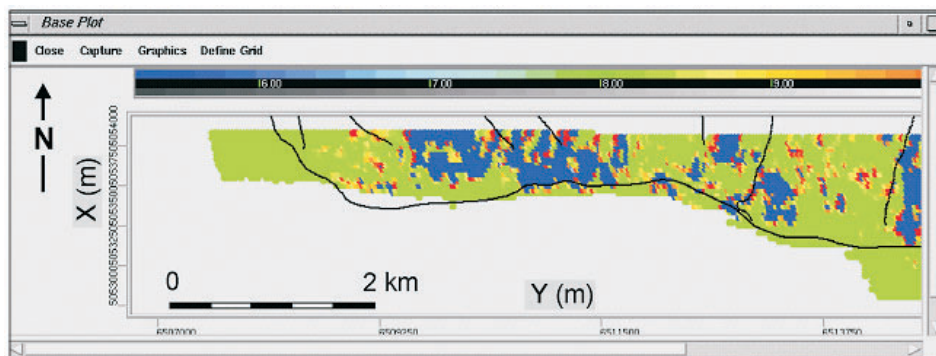 Base Plot
Close Capture Graphics Define Grid
16.00 17.00 18.00 19.00
N
X (m)
0 2 km
Y (m)
6507000 6509250 6511500 6513750